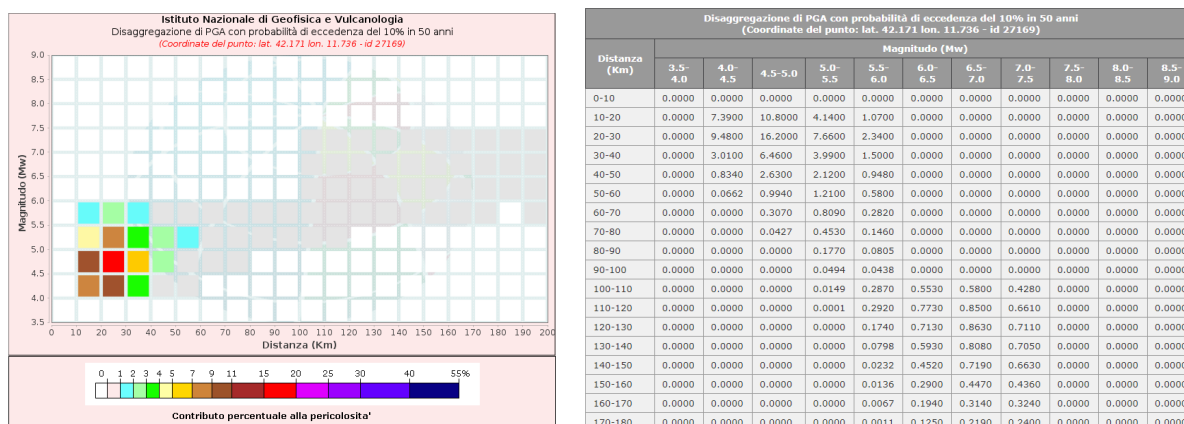 Istituto Nazionale di Geofisica e Vulcanologia
Disaggregazione di PGA con probabilità di eccedenza del 10% in 50 anni
(Coordinate del punto: lat. 42.171 lon. 11.736 - id 27169)
Magnitudo (Mw)
9.0
8.5
8.0
7.5
7.0
6.5
6.0
5.5
5.0
4.5
4.0
3.5
0 10 20 30 40 50 60 70 80 90 100 110 120 130 140 150 160 170 180 190 200
Distanza (Km)
0 1 2 3 4 5 7 9 11 15 20 25 30 40 55%
Contributo percentuale alla pericolosita'
Disaggregazione di PGA con probabilità di eccedenza del 10% in 50 anni
(Coordinate del punto: lat. 42.171 lon. 11.736 - id 27169)
Distanza (Km) Magnitudo (Mw)
3.5-4.0 4.0-4.5 4.5-5.0 5.0-5.5 5.5-6.0 6.0-6.5 6.5-7.0 7.0-7.5 7.5-8.0 8.0-8.5 8.5-9.0
0-10 0.0000 0.0000 0.0000 0.0000 0.0000 0.0000 0.0000 0.0000 0.0000 0.0000 0.0000
10-20 0.0000 7.3900 10.8000 4.1400 1.0700 0.0000 0.0000 0.0000 0.0000 0.0000 0.0000
20-30 0.0000 9.4800 16.2000 7.6600 2.3400 0.0000 0.0000 0.0000 0.0000 0.0000 0.0000
30-40 0.0000 3.0100 6.4600 3.9900 1.5000 0.0000 0.0000 0.0000 0.0000 0.0000 0.0000
40-50 0.0000 0.8340 2.6300 2.1200 0.9480 0.0000 0.0000 0.0000 0.0000 0.0000 0.0000
50-60 0.0000 0.0662 0.9940 1.2100 0.5800 0.0000 0.0000 0.0000 0.0000 0.0000 0.0000
60-70 0.0000 0.0000 0.3070 0.8090 0.2820 0.0000 0.0000 0.0000 0.0000 0.0000 0.0000
70-80 0.0000 0.0000 0.0427 0.4530 0.1460 0.0000 0.0000 0.0000 0.0000 0.0000 0.0000
80-90 0.0000 0.0000 0.0000 0.1770 0.0805 0.0000 0.0000 0.0000 0.0000 0.0000 0.0000
90-100 0.0000 0.0000 0.0000 0.0494 0.0438 0.0000 0.0000 0.0000 0.0000 0.0000 0.0000
100-110 0.0000 0.0000 0.0000 0.0149 0.2870 0.5530 0.5800 0.4280 0.0000 0.0000 0.0000
110-120 0.0000 0.0000 0.0000 0.0001 0.2920 0.7730 0.8500 0.6610 0.0000 0.0000 0.0000
120-130 0.0000 0.0000 0.0000 0.0000 0.1740 0.7130 0.8630 0.7110 0.0000 0.0000 0.0000
130-140 0.0000 0.0000 0.0000 0.0000 0.0798 0.5930 0.8080 0.7050 0.0000 0.0000 0.0000
140-150 0.0000 0.0000 0.0000 0.0000 0.0232 0.4520 0.7190 0.6630 0.0000 0.0000 0.0000
150-160 0.0000 0.0000 0.0000 0.0000 0.0136 0.2900 0.4470 0.4360 0.0000 0.0000 0.0000
160-170 0.0000 0.0000 0.0000 0.0000 0.0067 0.1940 0.3140 0.3240 0.0000 0.0000 0.0000
170-180 0.0000 0.0000 0.0000 0.0000 0.0011 0.1250 0.2190 0.2400 0.0000 0.0000 0.0000